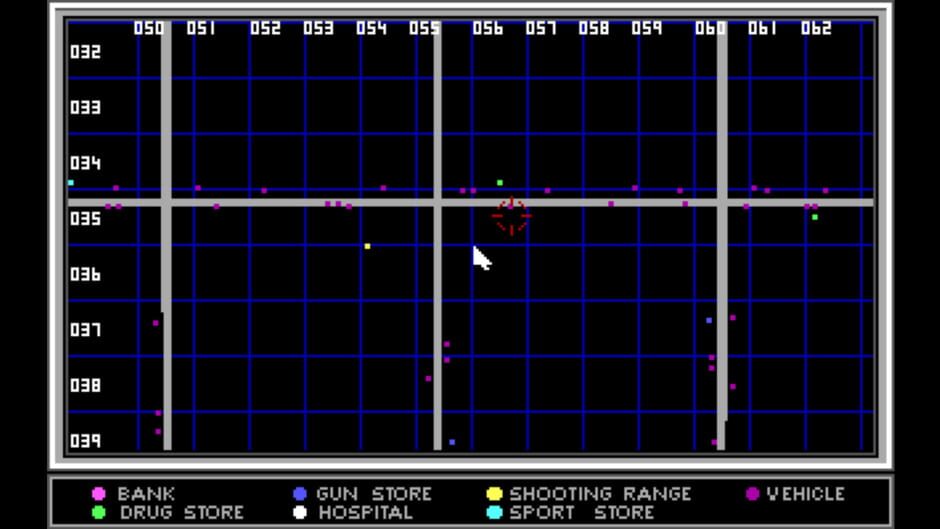 050 051 052 053 054 055 056 057 058 059 060 061 062
032
033
034
035
036
037
038
039
BANK GUN STORE SHOOTING RANGE VEHICLE
DRUG STORE HOSPITAL SPORT STORE